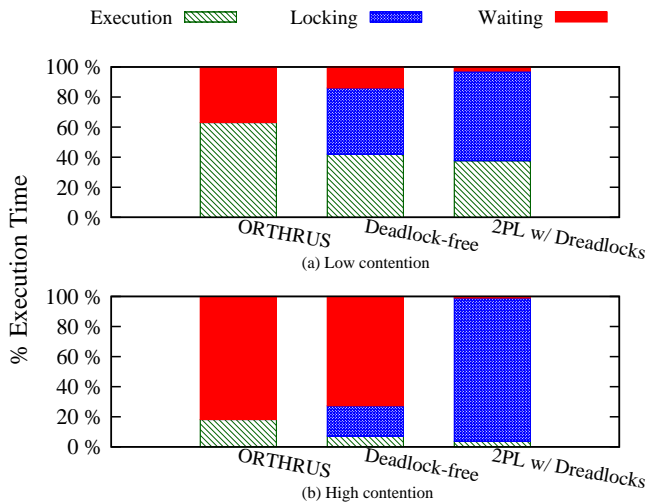 Execution Locking Waiting
% Execution Time
100 %
80 %
60 %
40 %
20 %
0 %
ORTHRUS Deadlock-free 2PL w/ Dreadlocks
(a) Low contention
100 %
80 %
60 %
40 %
20 %
0 %
ORTHRUS Deadlock-free 2PL w/ Dreadlocks
(b) High contention